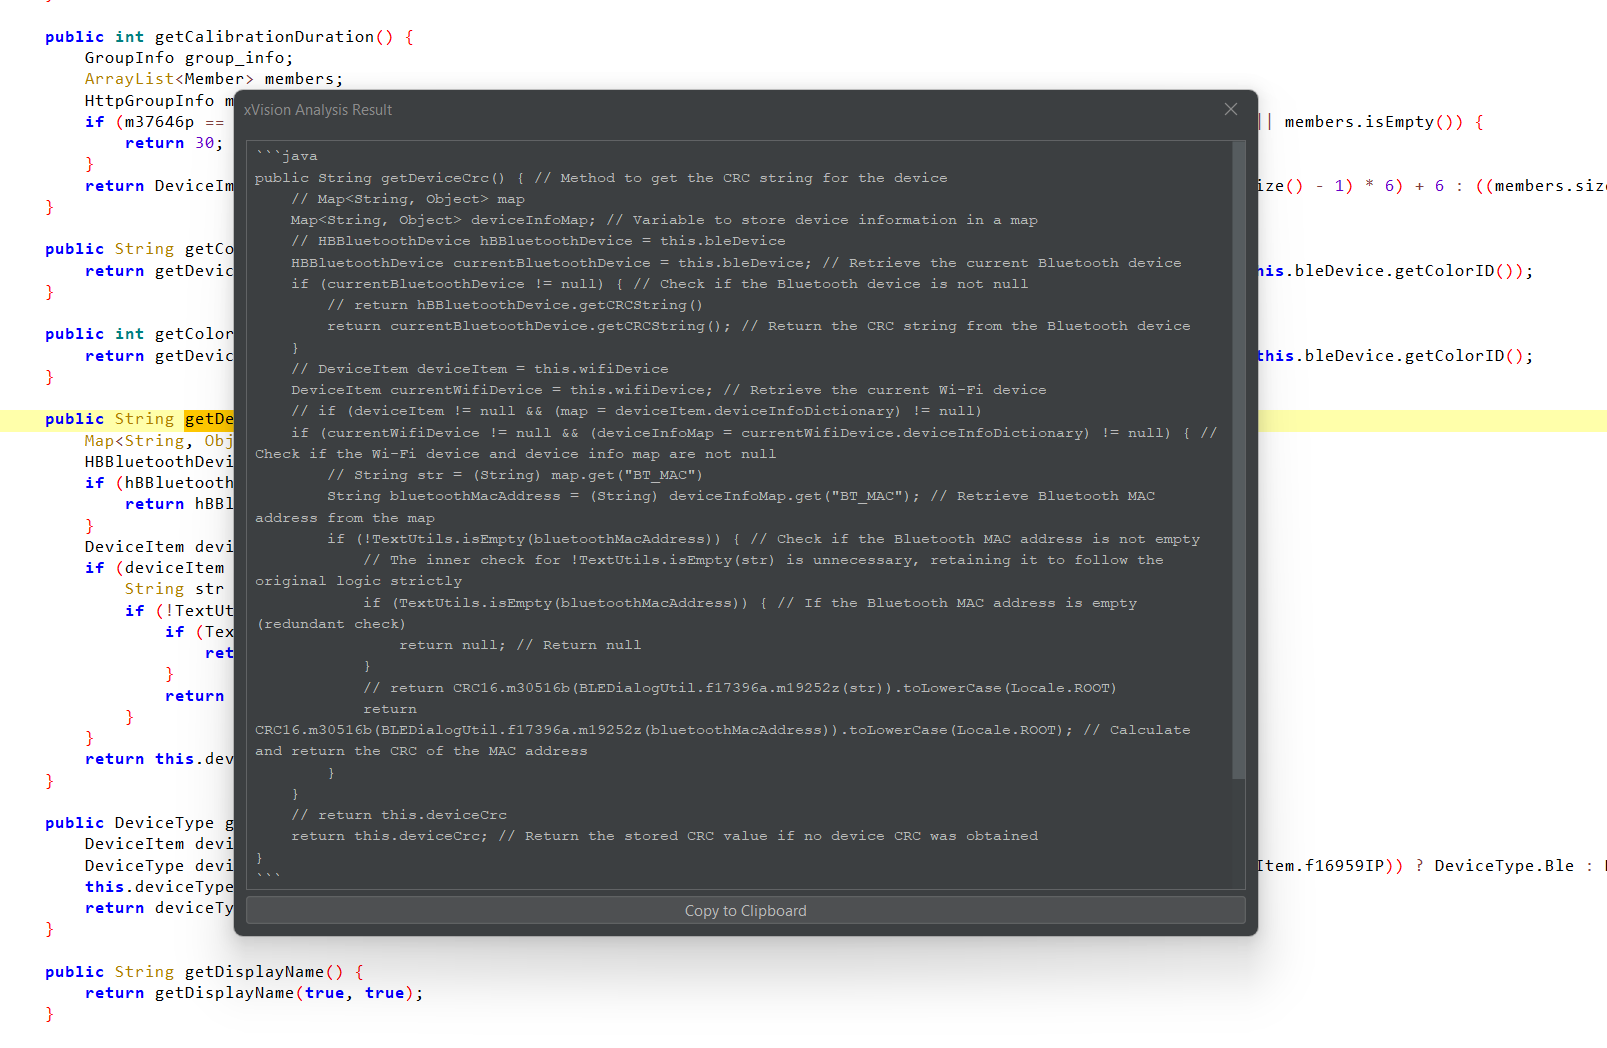 public int getCalibrationDuration() {
GroupInfo group_info;
ArrayList<Member> members;
HttpGroupInfo m
if (m37646p == || members.isEmpty()) {
return 30;
}
return DeviceIm ize() - 1) * 6) + 6 : ((members.size
}
public String getCo
return getDevic his.bleDevice.getColorID());
}
public int getColor
return getDevic this.bleDevice.getColorID();
}
public String getDe
Map<String, Obj
HBBluetoothDevi
if (hBBluetooth
return hBBl
}
DeviceItem devi
if (deviceItem
String str
if (!TextUt
if (Tex
ret
}
return
}
}
return this.dev
}
public DeviceType g
DeviceItem devi
DeviceType devi Item.f16959IP)) ? DeviceType.Ble :
this.deviceType
return deviceTy
}
public String getDisplayName() {
return getDisplayName(true, true);
}
xVision Analysis Result
```java
public String getDeviceCrc() { // Method to get the CRC string for the device
// Map<String, Object> map
Map<String, Object> deviceInfoMap; // Variable to store device information in a map
// HBBluetoothDevice hBBluetoothDevice = this.bleDevice
HBBluetoothDevice currentBluetoothDevice = this.bleDevice; // Retrieve the current Bluetooth device
if (currentBluetoothDevice != null) { // Check if the Bluetooth device is not null
// return hBBluetoothDevice.getCRCString()
return currentBluetoothDevice.getCRCString(); // Return the CRC string from the Bluetooth device
}
// DeviceItem deviceItem = this.wifiDevice
DeviceItem currentWifiDevice = this.wifiDevice; // Retrieve the current Wi-Fi device
// if (deviceItem != null && (map = deviceItem.deviceInfoDictionary) != null)
if (currentWifiDevice != null && (deviceInfoMap = currentWifiDevice.deviceInfoDictionary) != null) { //
Check if the Wi-Fi device and device info map are not null
// String str = (String) map.get("BT_MAC")
String bluetoothMacAddress = (String) deviceInfoMap.get("BT_MAC"); // Retrieve Bluetooth MAC
address from the map
if (!TextUtils.isEmpty(bluetoothMacAddress)) { // Check if the Bluetooth MAC address is not empty
// The inner check for !TextUtils.isEmpty(str) is unnecessary, retaining it to follow the
original logic strictly
if (TextUtils.isEmpty(bluetoothMacAddress)) { // If the Bluetooth MAC address is empty
(redundant check)
return null; // Return null
}
// return CRC16.m30516b(BLEDialogUtil.f17396a.m19252z(str)).toLowerCase(Locale.ROOT)
return
CRC16.m30516b(BLEDialogUtil.f17396a.m19252z(bluetoothMacAddress)).toLowerCase(Locale.ROOT); // Calculate
and return the CRC of the MAC address
}
}
// return this.deviceCrc
return this.deviceCrc; // Return the stored CRC value if no device CRC was obtained
}
```
Copy to Clipboard